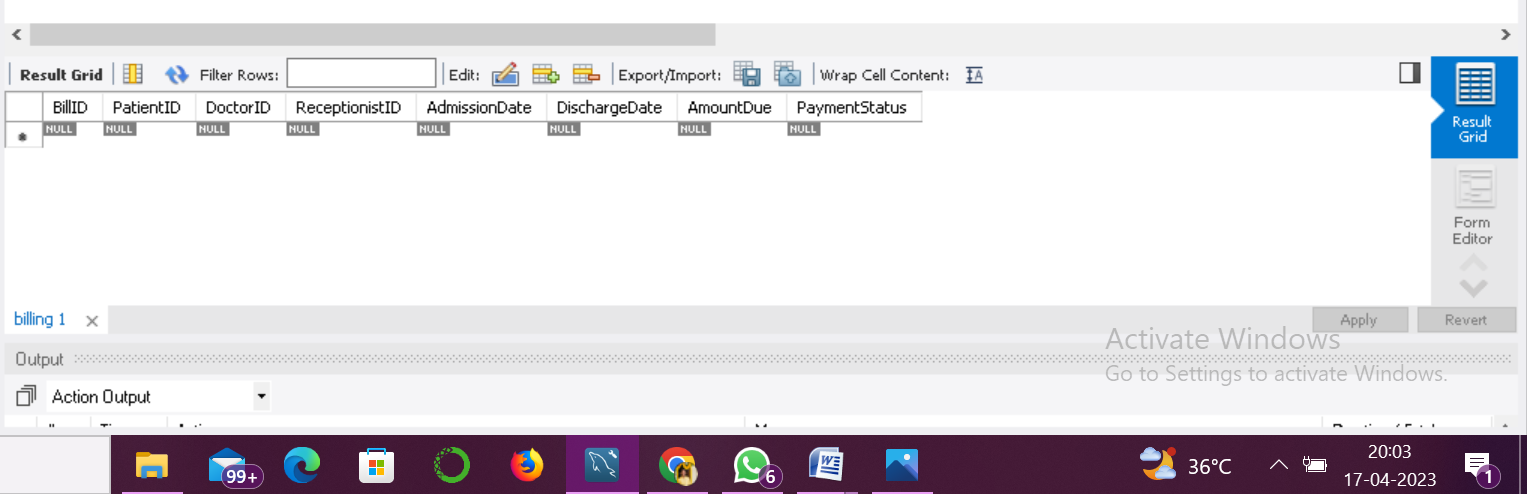 Result Grid Filter Rows: Edit: Export/Import: Wrap Cell Content: IA
BillID PatientID DoctorID ReceptionistID AdmissionDate DischargeDate AmountDue PaymentStatus
NULL NULL NULL NULL NULL NULL NULL NULL
Result
Grid
Form
Editor
billing 1
Apply Revert
Output
Activate Windows
Go to Settings to activate Windows.
Action Output
99+
6
36°C
20:03
17-04-2023
1